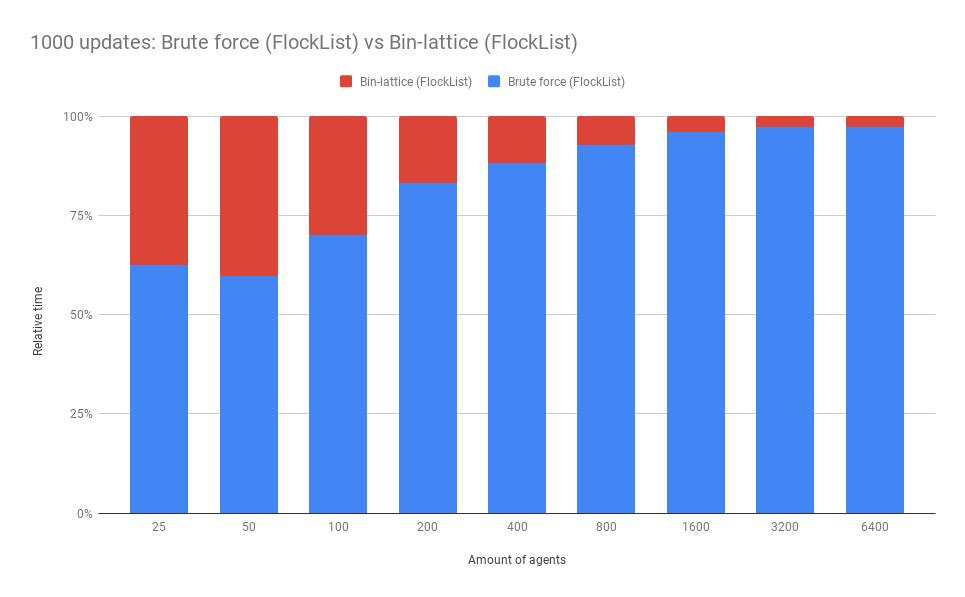 1000 updates: Brute force (FlockList) vs Bin-lattice (FlockList)
Bin-lattice (FlockList) Brute force (FlockList)
100%
75%
50%
25%
0%
Relative time
25 50 100 200 400 800 1600 3200 6400
Amount of agents